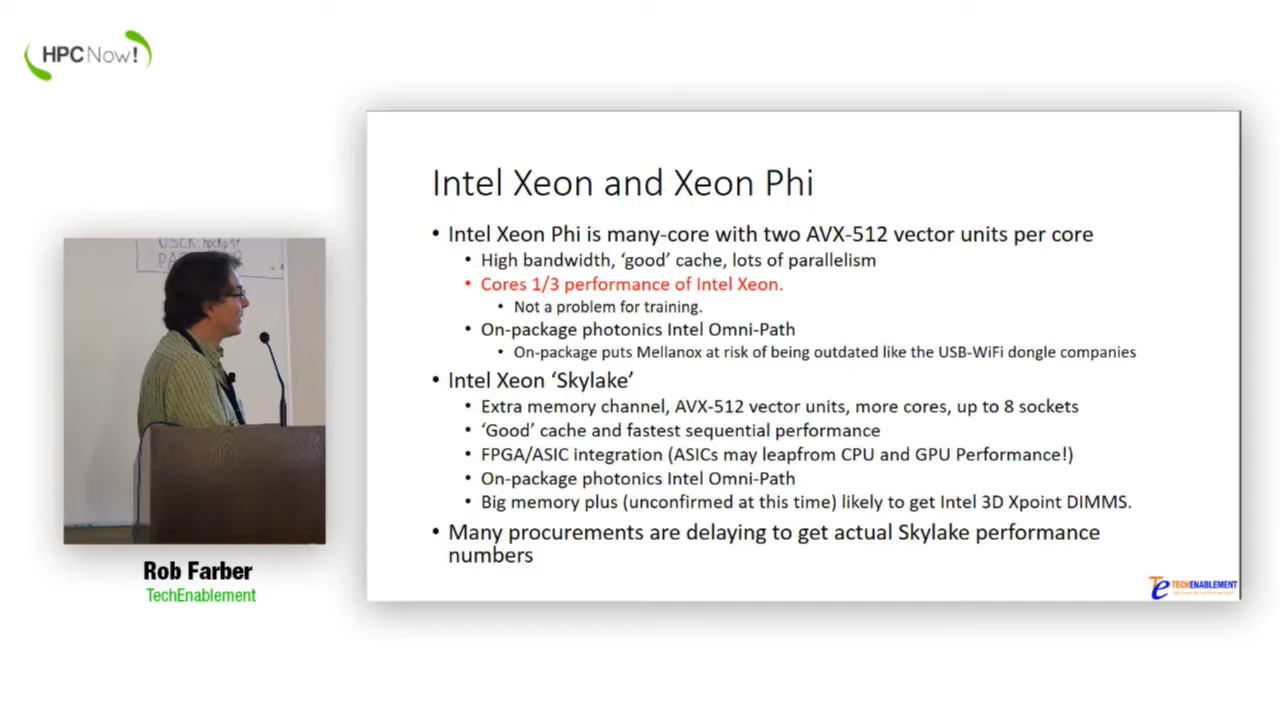 HPCNow!
Intel Xeon and Xeon Phi
• Intel Xeon Phi is many-core with two AVX-512 vector units per core
• High bandwidth, ‘good’ cache, lots of parallelism
• Cores 1/3 performance of Intel Xeon.
• Not a problem for training.
• On-package photonics Intel Omni-Path
• On-package puts Mellanox at risk of being outdated like the USB-WiFi dongle companies
• Intel Xeon ‘Skylake’
• Extra memory channel, AVX-512 vector units, more cores, up to 8 sockets
• ‘Good’ cache and fastest sequential performance
• FPGA/ASIC integration (ASICs may leapfrom CPU and GPU Performance!)
• On-package photonics Intel Omni-Path
• Big memory plus (unconfirmed at this time) likely to get Intel 3D Xpoint DIMMS.
• Many procurements are delaying to get actual Skylake performance
numbers
Te TECHENABLEMENT
USER:
Rob Farber
TechEnablement